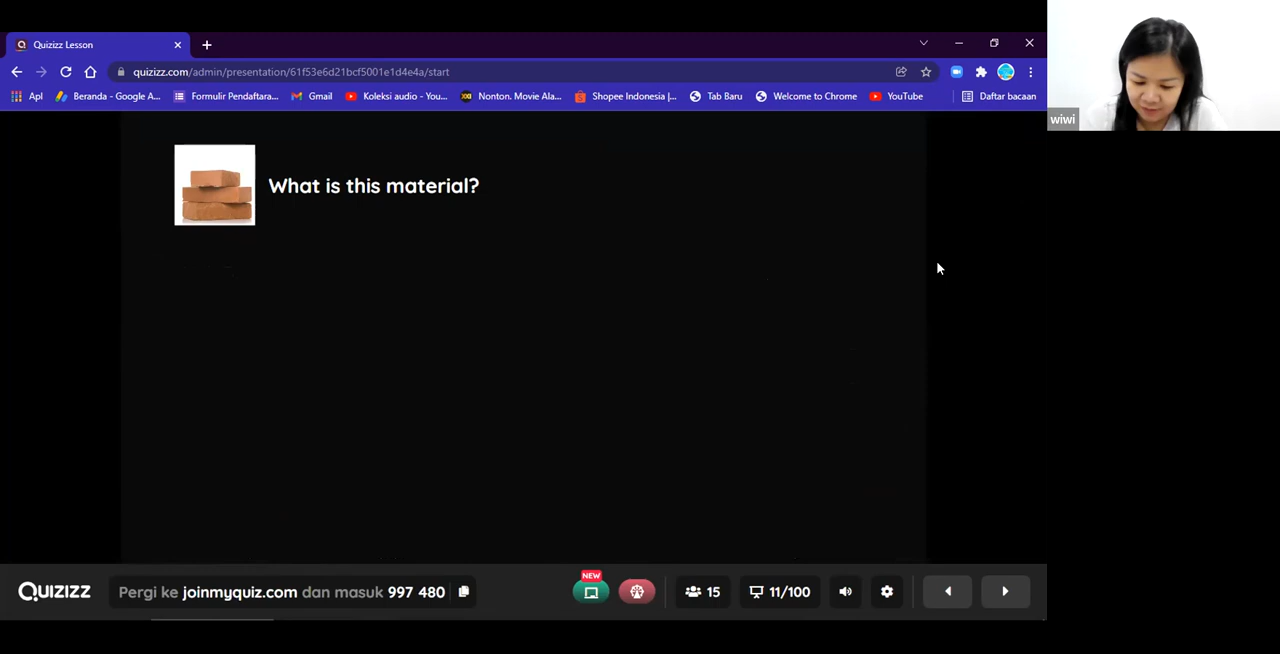 Quizizz Lesson
quizizz.com/admin/presentation/61f53e6d21bcf5001e1d4e4a/start
Apl Beranda - Google A... Formulir Pendaftara... Gmail Koleksi audio - You... Nonton. Movie Ala... Shopee Indonesia |... Tab Baru Welcome to Chrome YouTube Daftar bacaan
wiwi
What is this material?
NEW
QUIZIZZ Pergi ke joinmyquiz.com dan masuk 997 480 15 11/100